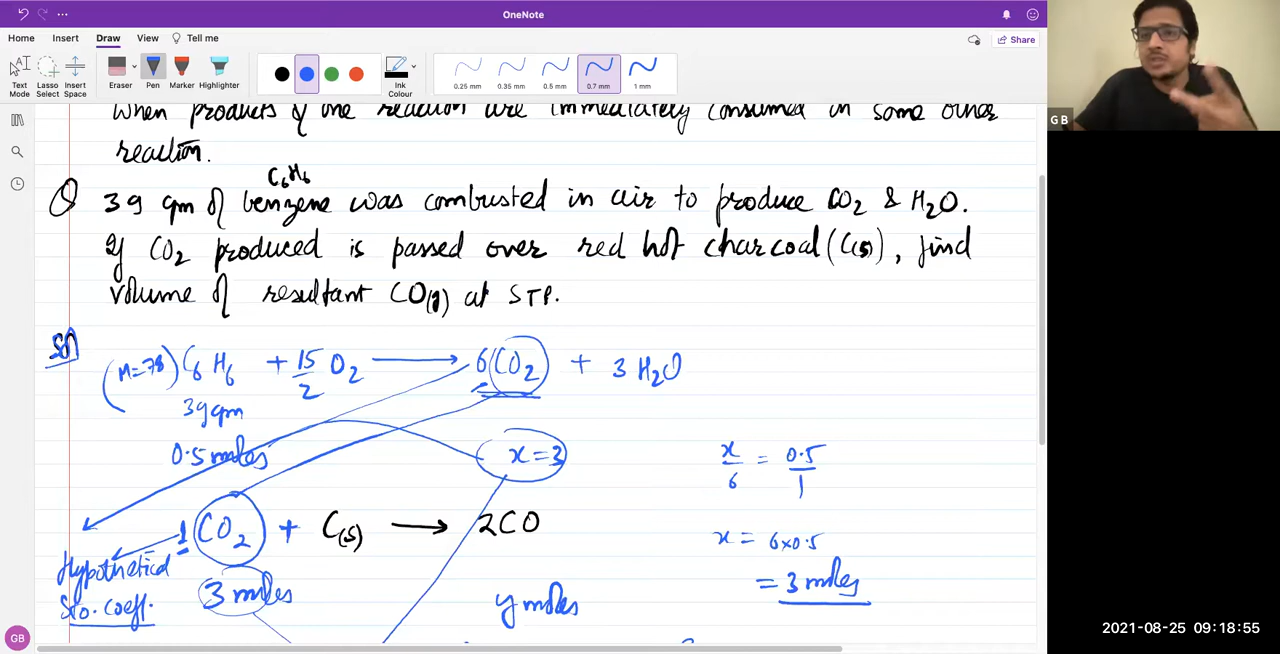 OneNote
Home Insert Draw View Tell me
Share
Text Mode
Lasso Select
Insert Space
Eraser
Pen
Marker
Highlighter
Ink Colour
0.25 mm 0.35 mm 0.5 mm 0.7 mm 1 mm
GB
When products of one reaction are immediately consumed in some other
reaction.
C6H6
Q 39 gm of benzene was combusted in air to produce CO2 & H2O.
If CO2 produced is passed over red hot charcoal (C(s)), find
volume of resultant CO(g) at STP.
Sol
(M=78) C6H6 + 15/2 O2 → 6CO2 + 3H2O
39gm
0.5 moles x=3
x/6 = 0.5/1
1CO2 + C(s) → 2CO
x = 6x0.5
Hypothetical
3 moles
= 3 moles
Sto. coeff.
y moles
GB
2021-08-25 09:18:55